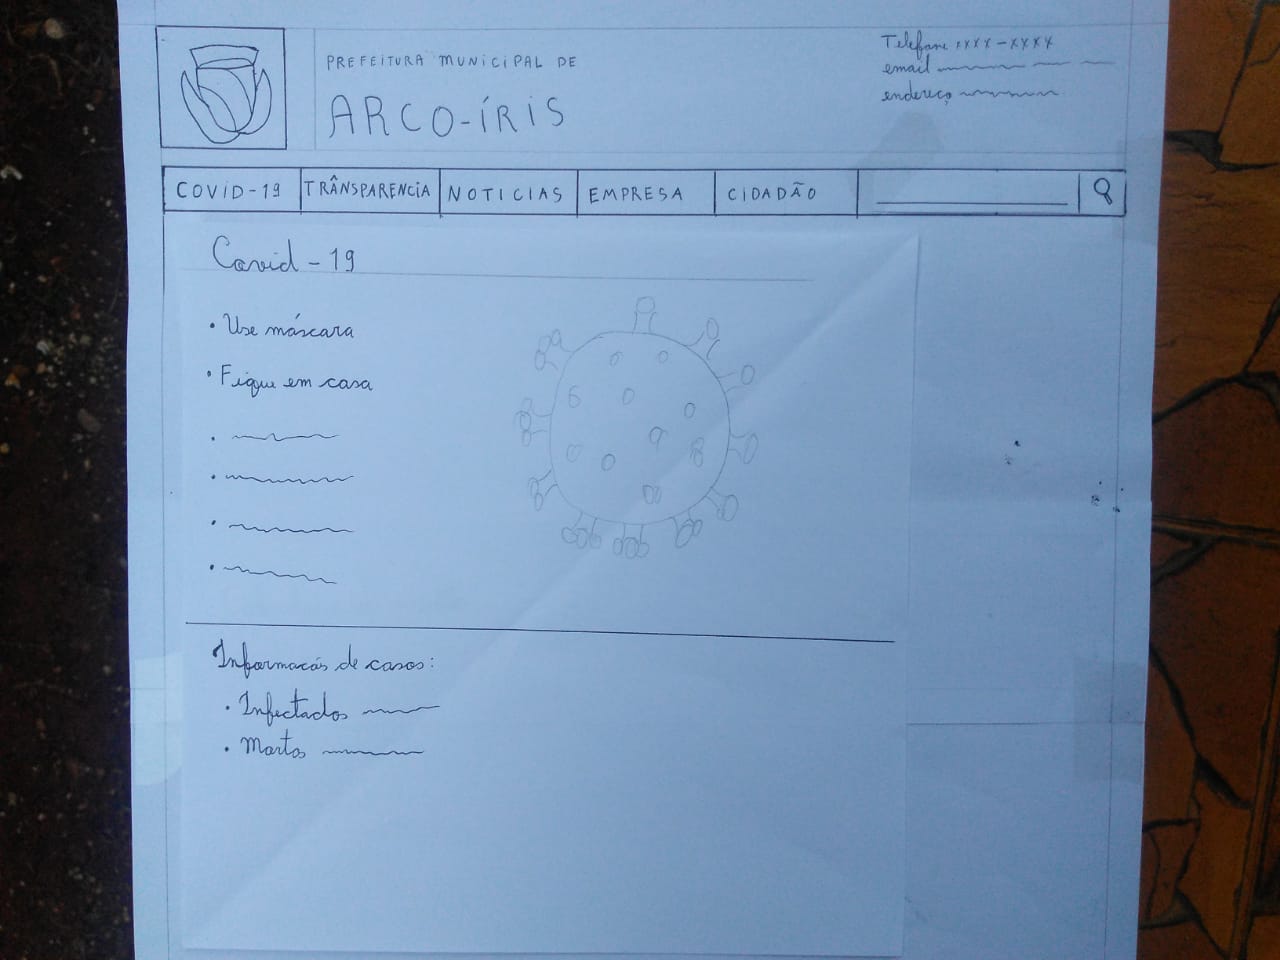 PREFEITURA MUNICIPAL DE
ARCO-ÍRIS
Telefone xxxx-xxxx
email
endereço
COVID-19 TRÂNSPARENCIA NOTICIAS EMPRESA CIDADÃO
Covid-19
• Use máscara
• Fique em casa
Informacões de casos:
• Infectados
• Mortos